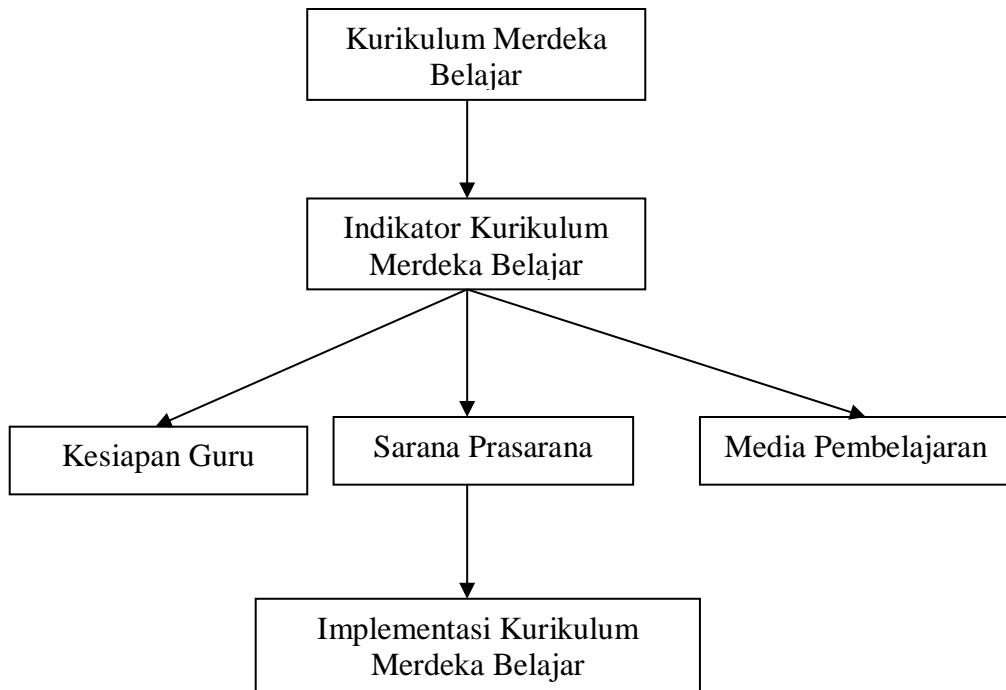 Kurikulum Merdeka
Belajar
Indikator Kurikulum
Merdeka Belajar
Kesiapan Guru
Sarana Prasarana
Media Pembelajaran
Implementasi Kurikulum
Merdeka Belajar